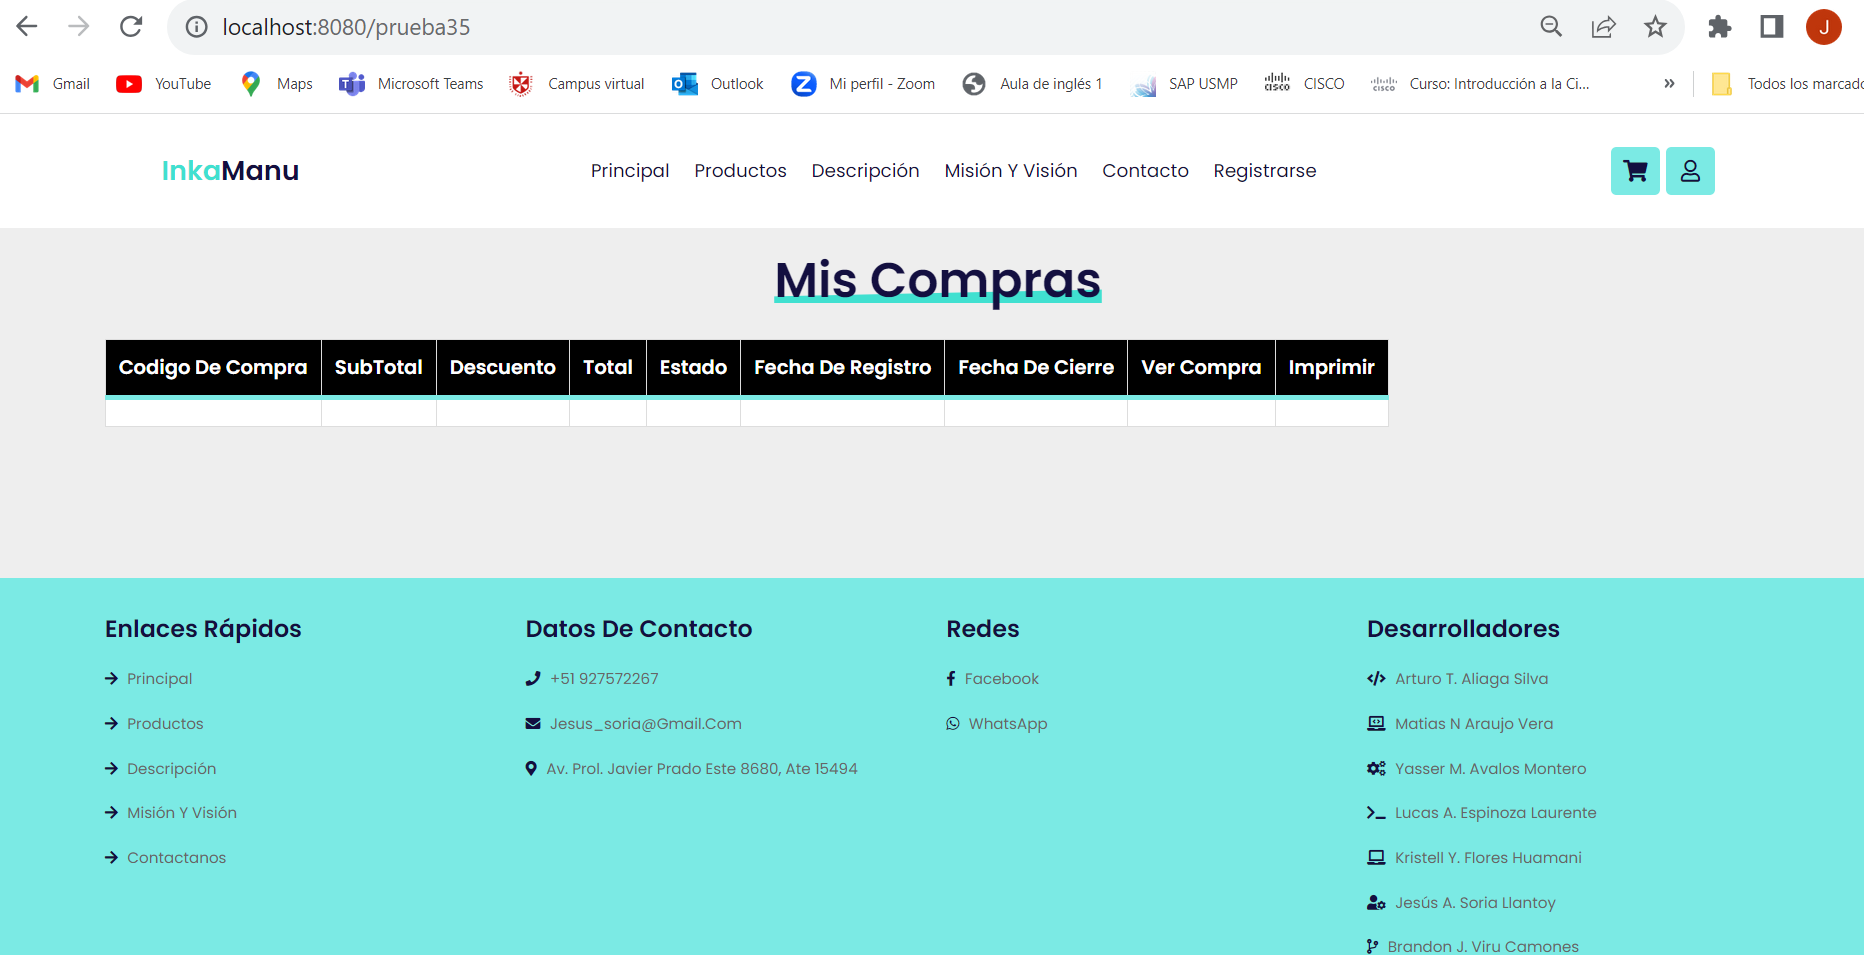 localhost:8080/prueba35
J
Gmail YouTube Maps Microsoft Teams Campus virtual Outlook Mi perfil - Zoom Aula de inglés 1 SAP USMP CISCO Curso: Introducción a la Ci... » Todos los marcado
InkaManu Principal Productos Descripción Misión Y Visión Contacto Registrarse
Mis Compras
Codigo De Compra SubTotal Descuento Total Estado Fecha De Registro Fecha De Cierre Ver Compra Imprimir
Enlaces Rápidos
Principal
Productos
Descripción
Misión Y Visión
Contactanos
Datos De Contacto
+51 927572267
Jesus_soria@Gmail.Com
Av. Prol. Javier Prado Este 8680, Ate 15494
Redes
Facebook
WhatsApp
Desarrolladores
Arturo T. Aliaga Silva
Matias N Araujo Vera
Yasser M. Avalos Montero
Lucas A. Espinoza Laurente
Kristell Y. Flores Huamani
Jesús A. Soria Llantoy
Brandon J. Viru Camones